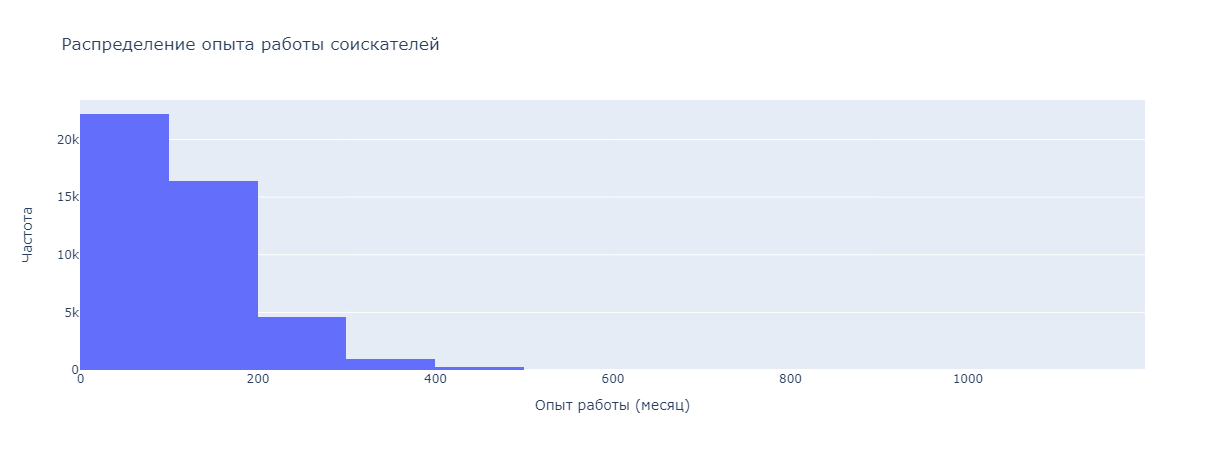 Распределение опыта работы соискателей
Частота
20k
15k
10k
5k
0
0 200 400 600 800 1000
Опыт работы (месяц)